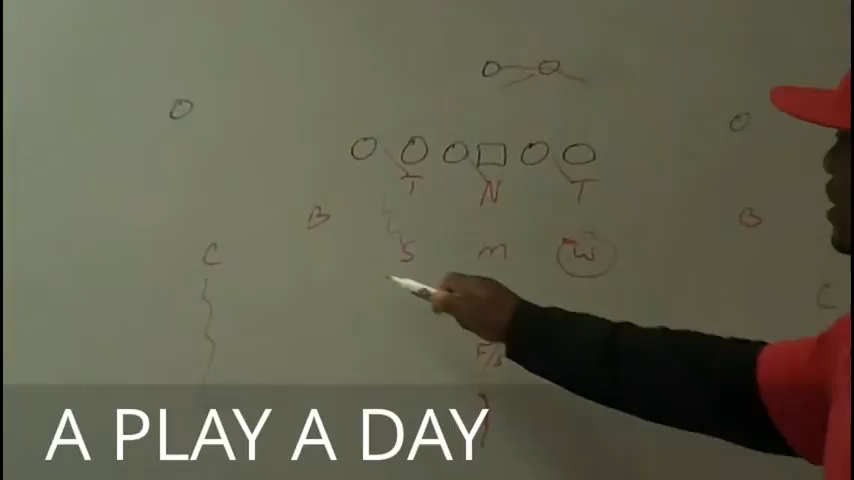 T N T
B B
C S m W
C
F/S
A PLAY A DAY